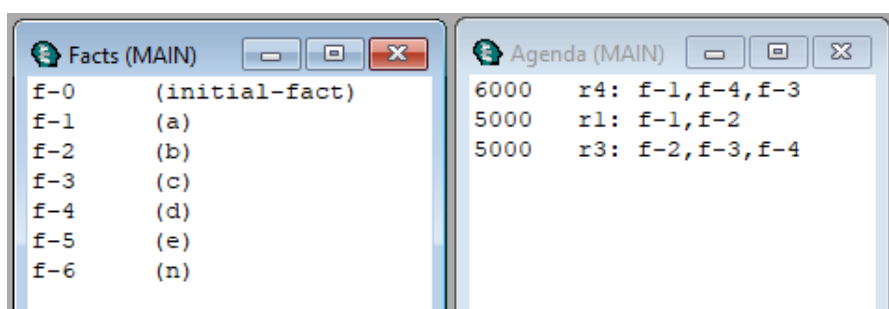 Facts (MAIN)
f-0 (initial-fact)
f-1 (a)
f-2 (b)
f-3 (c)
f-4 (d)
f-5 (e)
f-6 (n)
Agenda (MAIN)
6000 r4: f-1,f-4,f-3
5000 r1: f-1,f-2
5000 r3: f-2,f-3,f-4